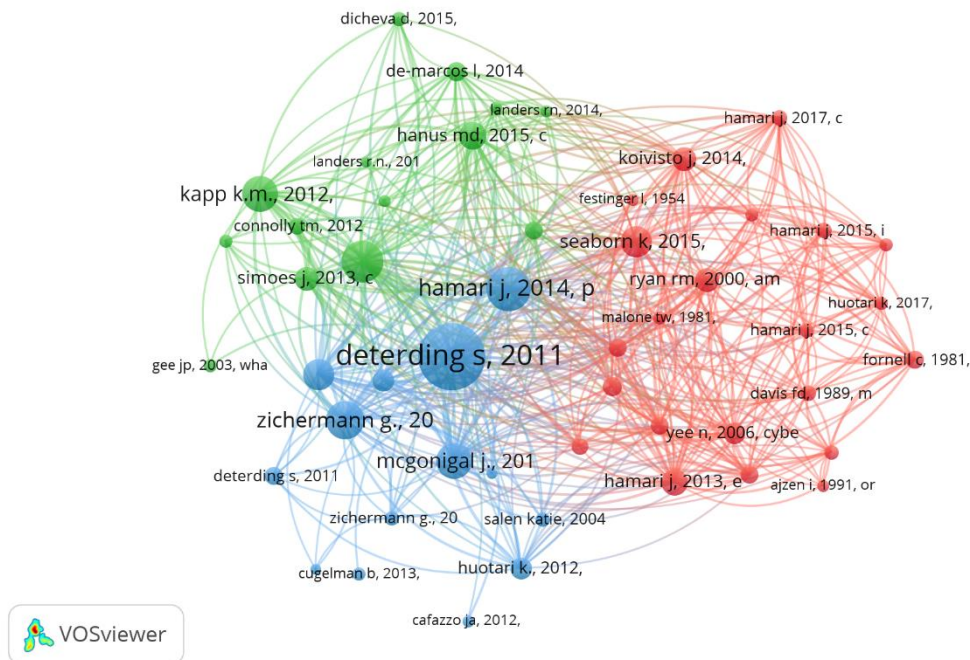 dicheva d, 2015,
de-marcos l, 2014
landers rn, 2014,
hamari j, 2017, c
hanus md, 2015, c
landers r.n., 201
koivisto j, 2014,
kapp k.m., 2012,
festinger l, 1954
connolly tm, 2012
hamari j, 2015, i
seaborn k, 2015,
simoes j, 2013, c
ryan rm, 2000, am
hamari j, 2014, p
huotari k, 2017,
malone tw, 1981,
hamari j, 2015, c
deterding s, 2011
fornell c, 1981,
gee jp, 2003, wha
davis fd, 1989, m
zichermann g., 20
yee n, 2006, cybe
mcgonigal j., 201
deterding s, 2011
hamari j, 2013, e
ajzen i, 1991, or
zichermann g., 20
salen katie, 2004
huotari k., 2012,
cugelman b, 2013,
cafazzo ja, 2012,
VOSviewer